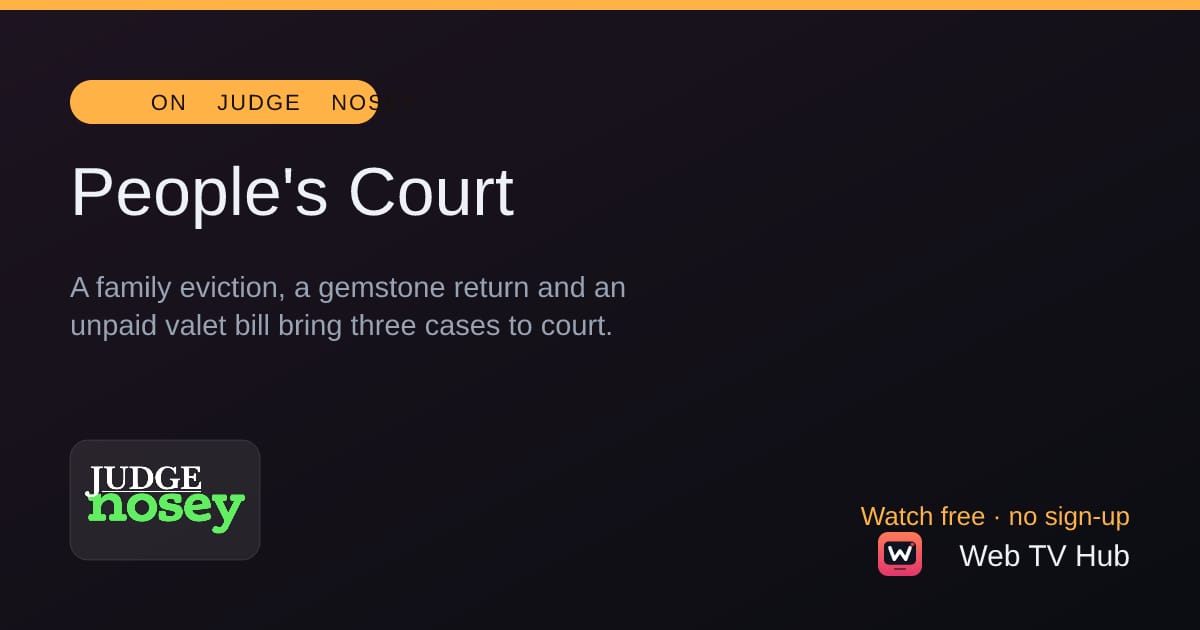 ON JUDGE NOSEY
People's Court
A family eviction, a gemstone return and an
unpaid valet bill bring three cases to court.
JUDGE
nosey
Watch free · no sign-up
W
Web TV Hub